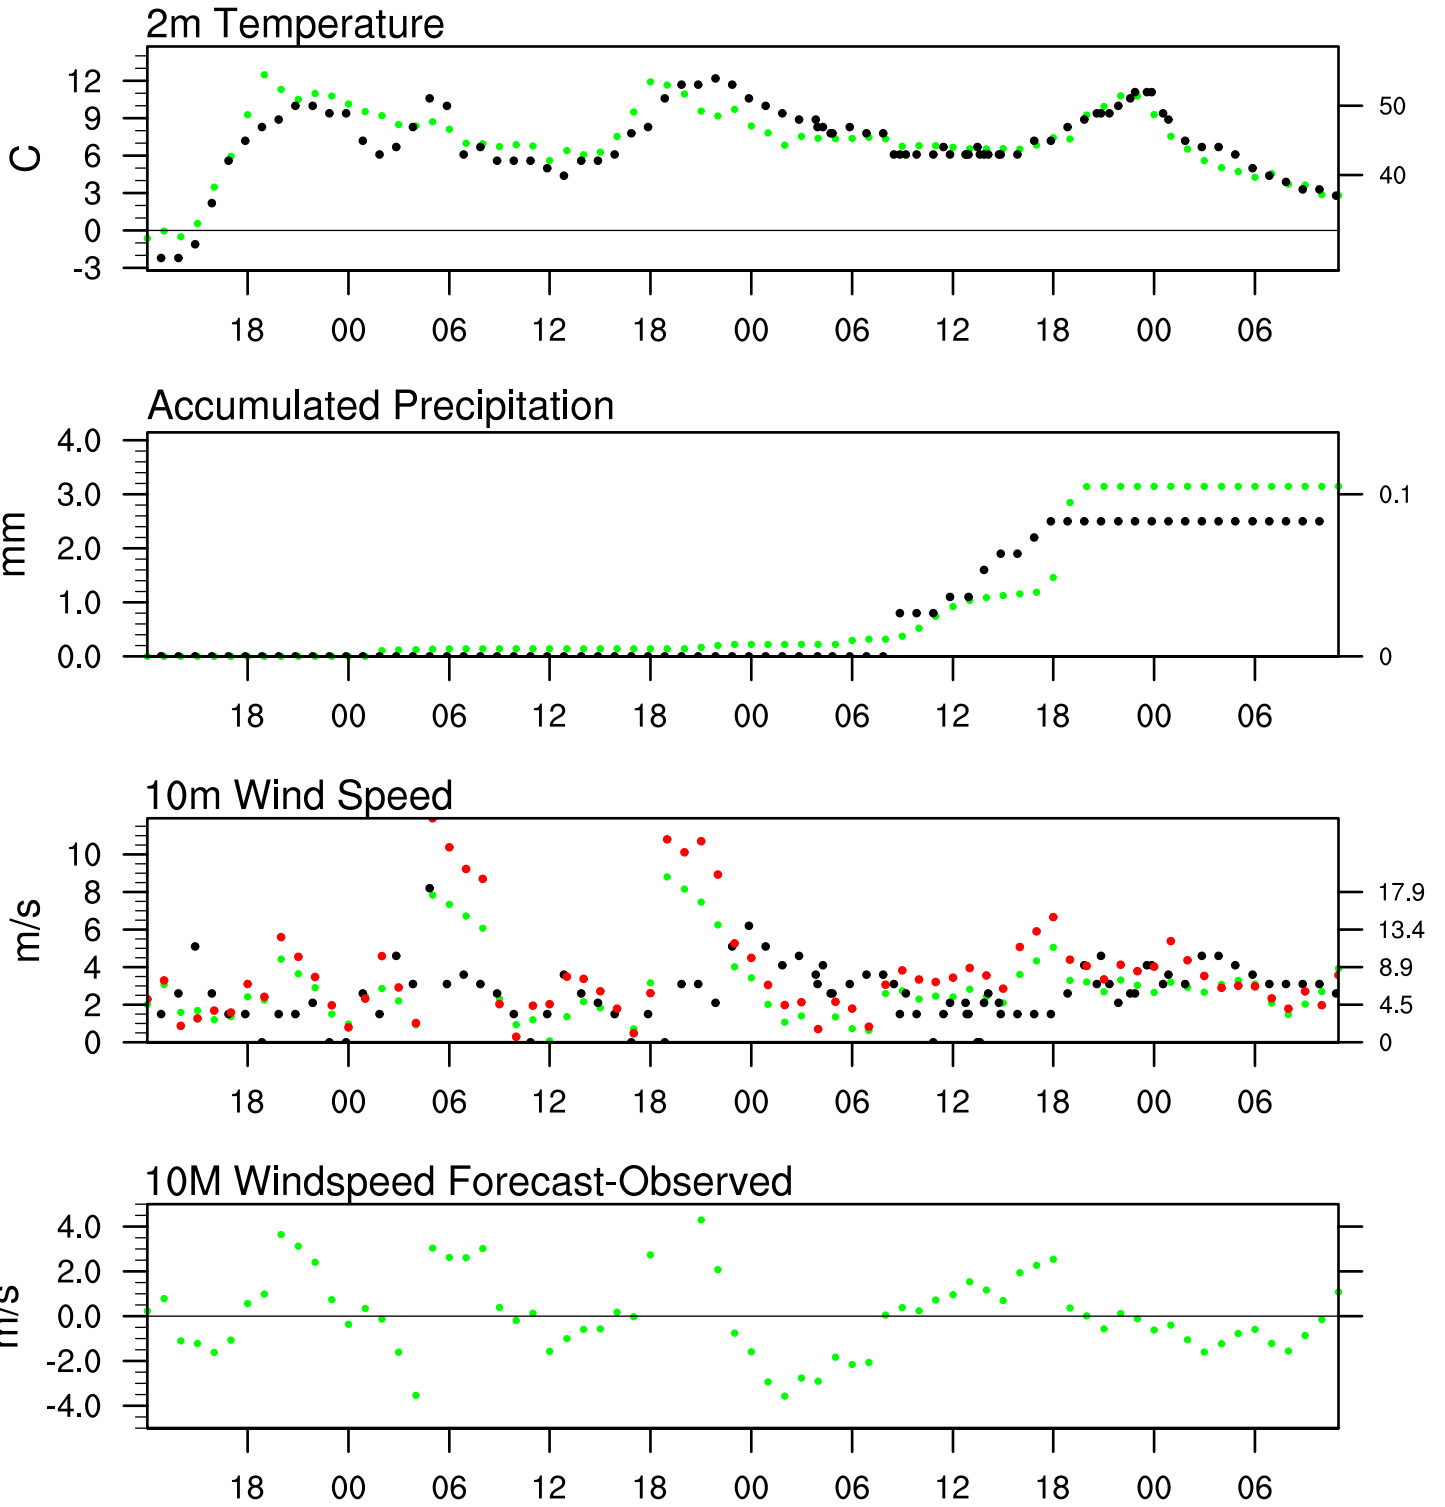 2m Temperature
12
9
6
3
0
-3
C
50
40
18 00 06 12 18 00 06 12 18 00 06
Accumulated Precipitation
4.0
3.0
2.0
1.0
0.0
mm
0.1
0
18 00 06 12 18 00 06 12 18 00 06
10m Wind Speed
10
8
6
4
2
0
m/s
17.9
13.4
8.9
4.5
0
18 00 06 12 18 00 06 12 18 00 06
10M Windspeed Forecast-Observed
4.0
2.0
0.0
-2.0
-4.0
m/s
18 00 06 12 18 00 06 12 18 00 06